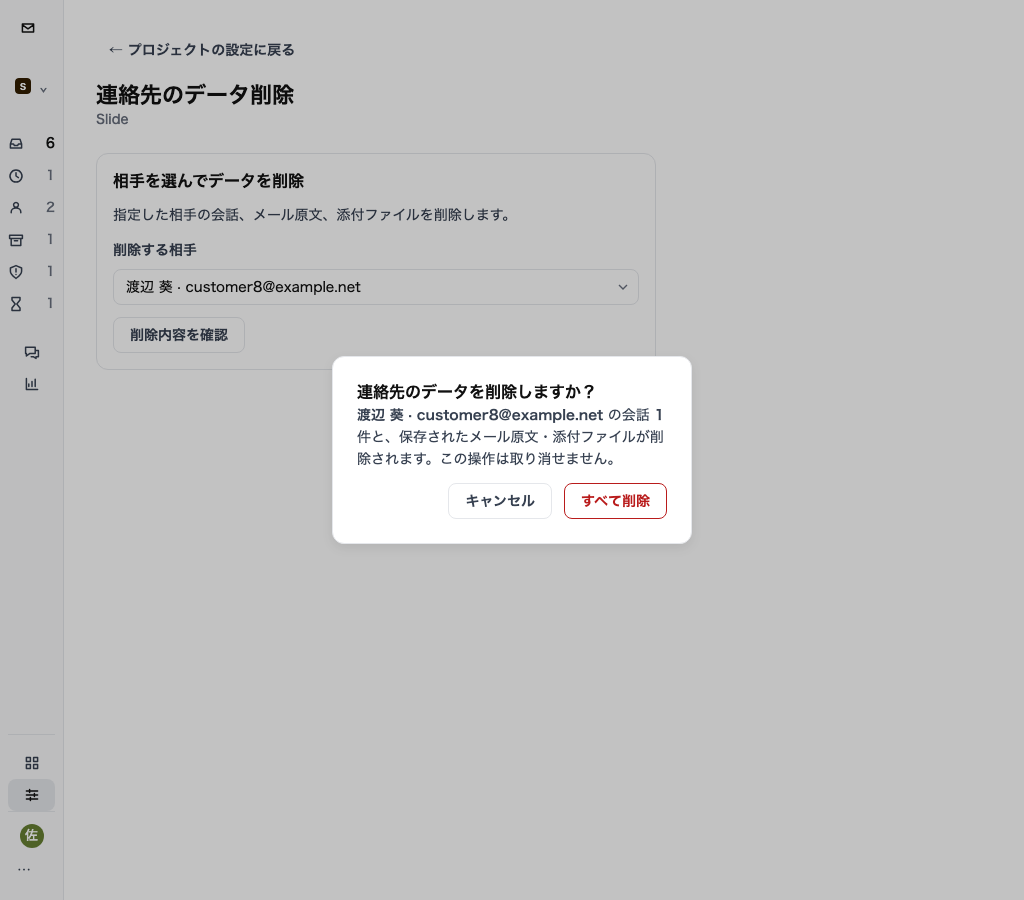 S
6
1
2
1
1
1
佐
…
← プロジェクトの設定に戻る
連絡先のデータ削除
Slide
相手を選んでデータを削除
指定した相手の会話、メール原文、添付ファイルを削除します。
削除する相手
渡辺 葵 · customer8@example.net
削除内容を確認
連絡先のデータを削除しますか？
渡辺 葵 · customer8@example.net の会話 1
件と、保存されたメール原文・添付ファイルが削
除されます。この操作は取り消せません。
キャンセル
すべて削除